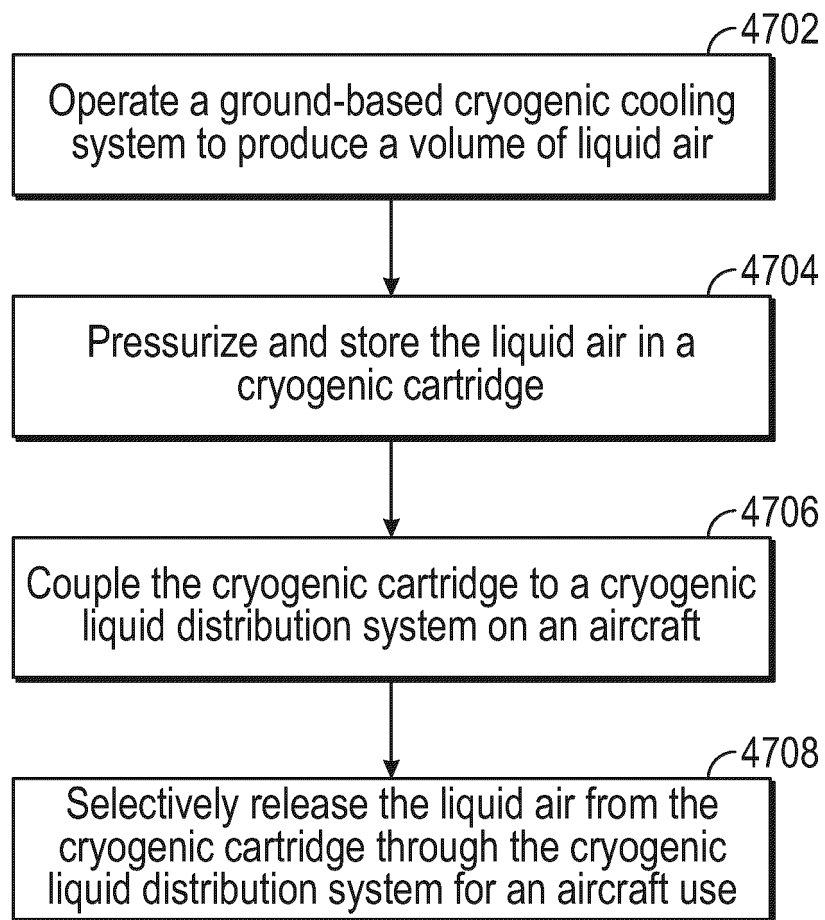 4702
Operate a ground-based cryogenic cooling
system to produce a volume of liquid air
4704
Pressurize and store the liquid air in a
cryogenic cartridge
4706
Couple the cryogenic cartridge to a cryogenic
liquid distribution system on an aircraft
4708
Selectively release the liquid air from the
cryogenic cartridge through the cryogenic
liquid distribution system for an aircraft use